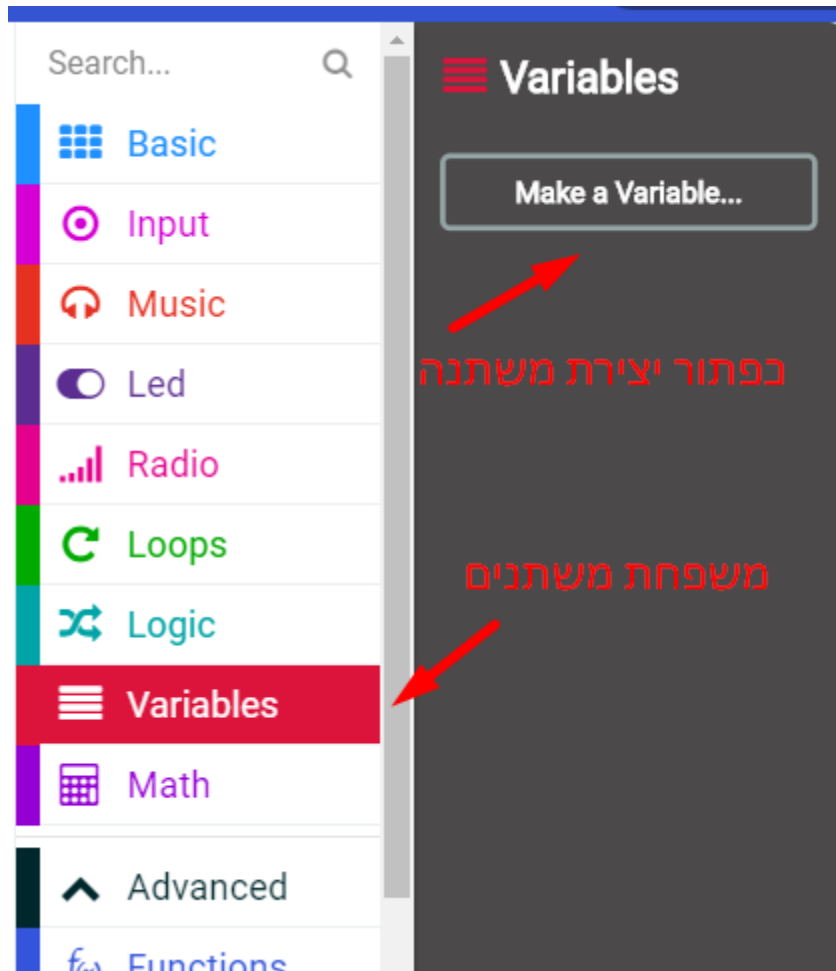 Search...
Basic
Input
Music
Led
Radio
Loops
Logic
Variables
Math
Advanced
Functions
Variables
Make a Variable...
כפתור יצירת משתנה
משפחת משתנים